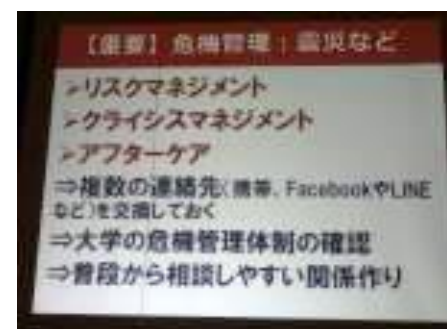 【重要】危機管理：震災など
➢リスクマネジメント
➢クライシスマネジメント
➢アフターケア
⇒複数の連絡先(携帯、FacebookやLINE
など)を交換しておく
⇒大学の危機管理体制の確認
⇒普段から相談しやすい関係作り